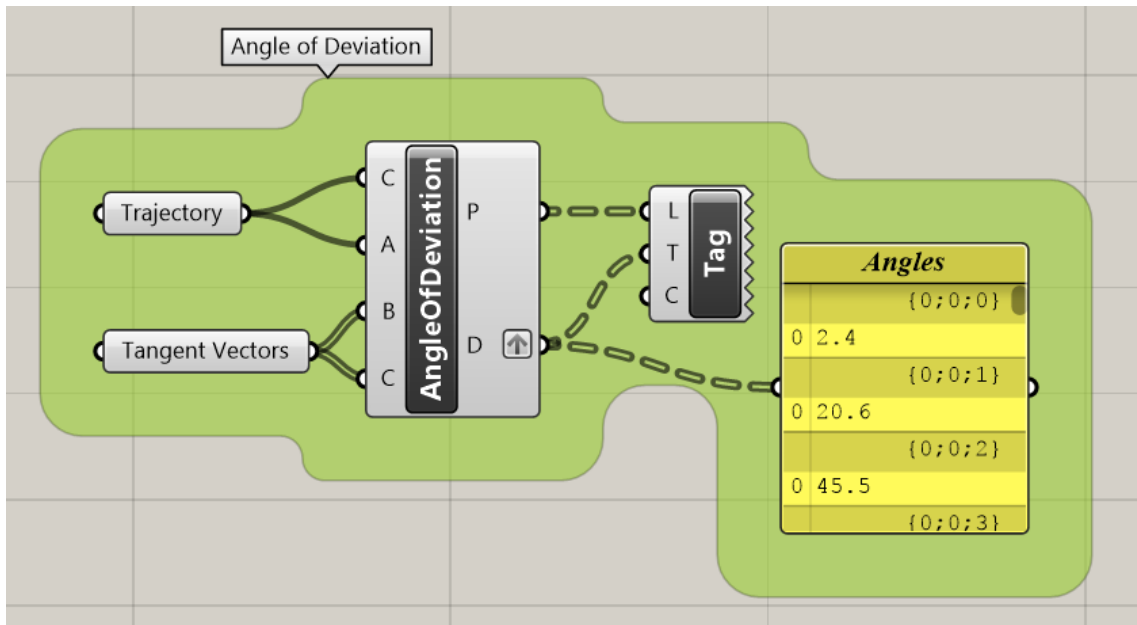 Angle of Deviation
Trajectory
Tangent Vectors
C
A
B
C
AngleOfDeviation
P
D
L
T
C
Tag
Angles
{0;0;0}
0 2.4
{0;0;1}
0 20.6
{0;0;2}
0 45.5
{0;0;3}